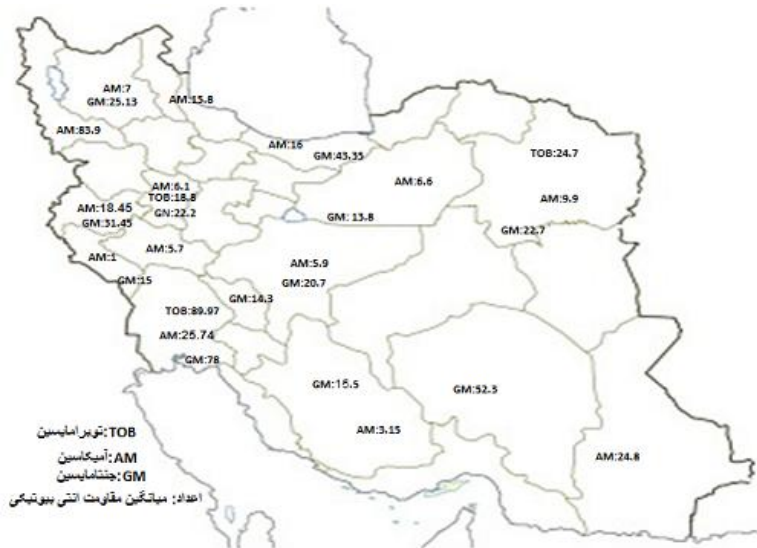 AM:7
GM:25.13
AM:15.8
AM:83.9
AM:16
GM:43.35
TOB:24.7
AM:6.1
TOB:18.8
GN:22.2
AM:6.6
AM:9.9
AM:18.45
GM:31.45
GM: 13.8
GM:22.7
AM:1
AM:5.7
AM:5.9
GM:20.7
GM:15
GM:14.3
TOB:89.97
AM:25.74
GM:78
GM:15.5
GM:52.3
AM:3.15
AM:24.8
TOB:توبرامایسین
AM:آمیکاسین
GM:جنتامایسین
اعداد: میانگین مقاومت انتی بیوتیکی